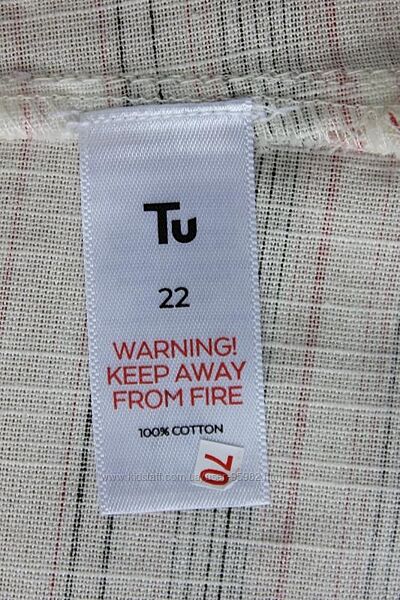 Tu
22
WARNING!
KEEP AWAY
FROM FIRE
100% COTTON
70